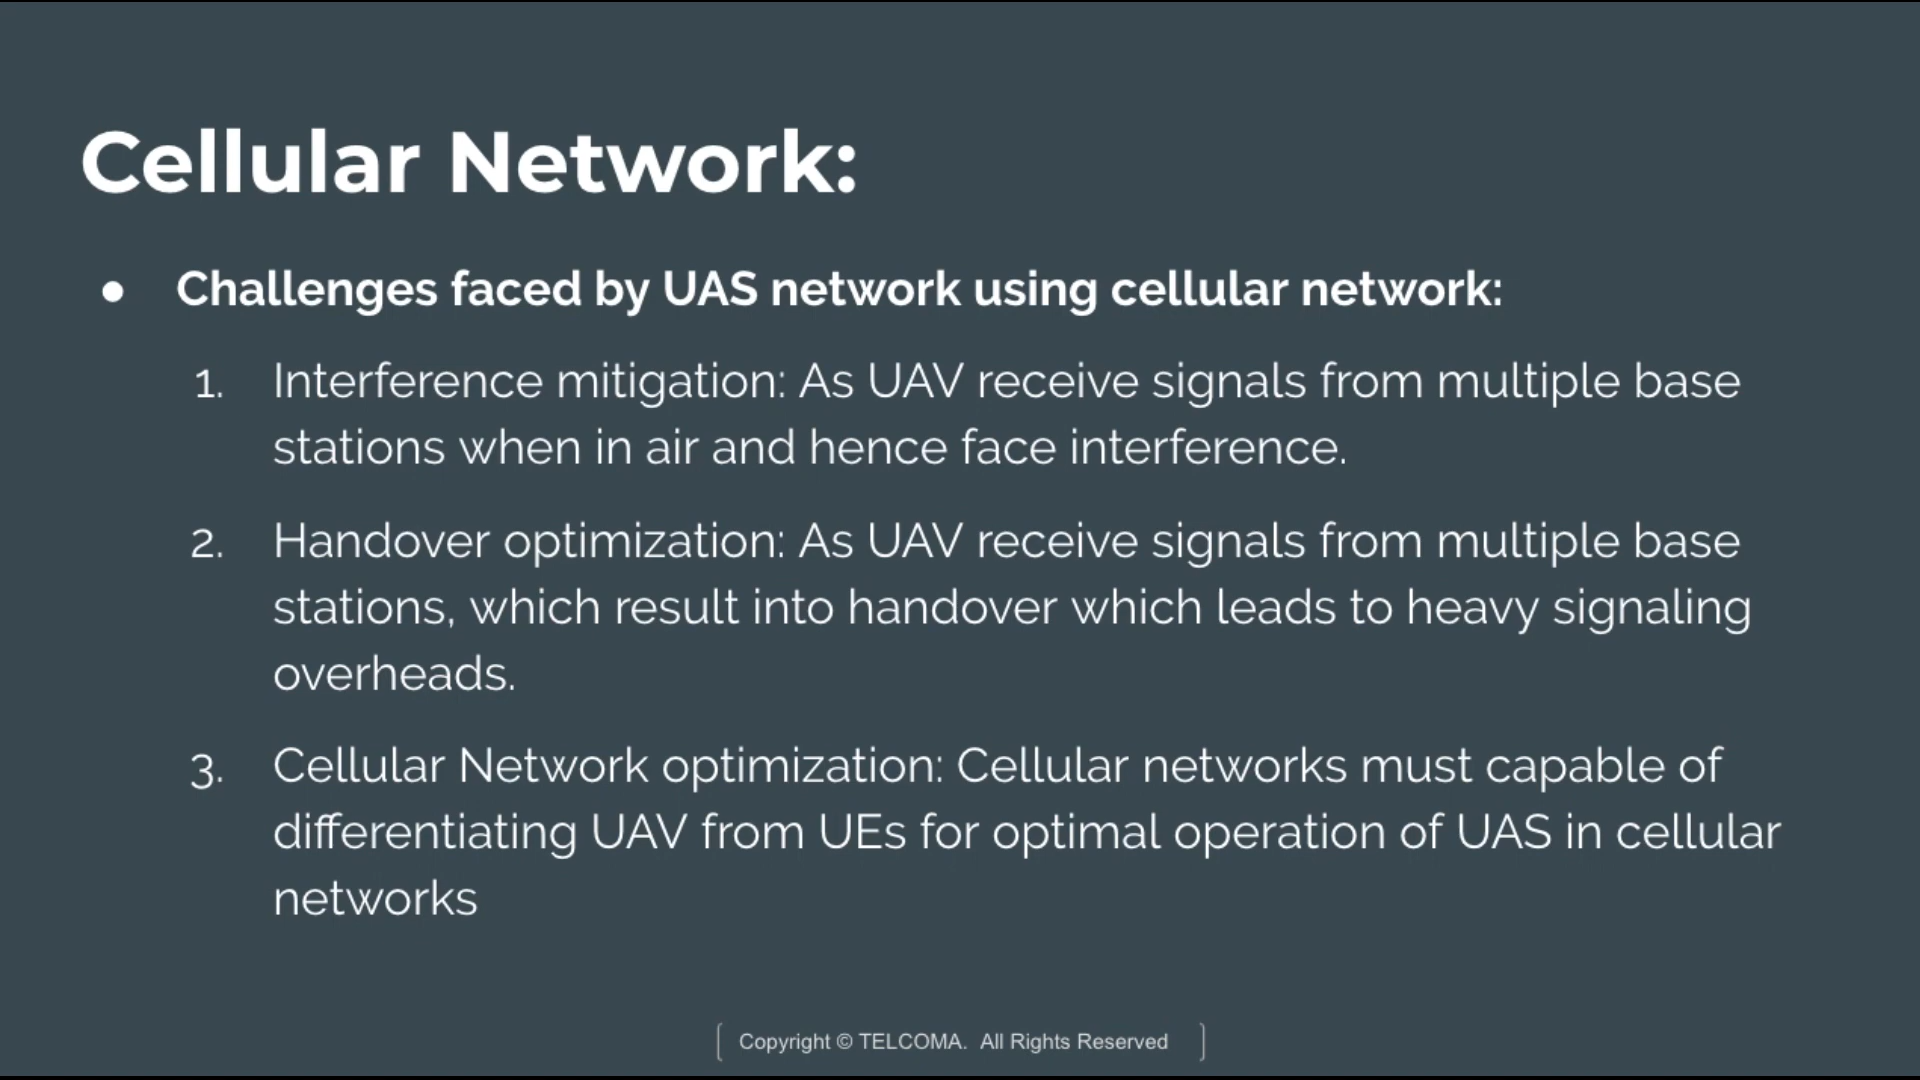 Cellular Network:
● Challenges faced by UAS network using cellular network:
1. Interference mitigation: As UAV receive signals from multiple base
stations when in air and hence face interference.
2. Handover optimization: As UAV receive signals from multiple base
stations, which result into handover which leads to heavy signaling
overheads.
3. Cellular Network optimization: Cellular networks must capable of
differentiating UAV from UEs for optimal operation of UAS in cellular
networks
[ Copyright © TELCOMA. All Rights Reserved ]